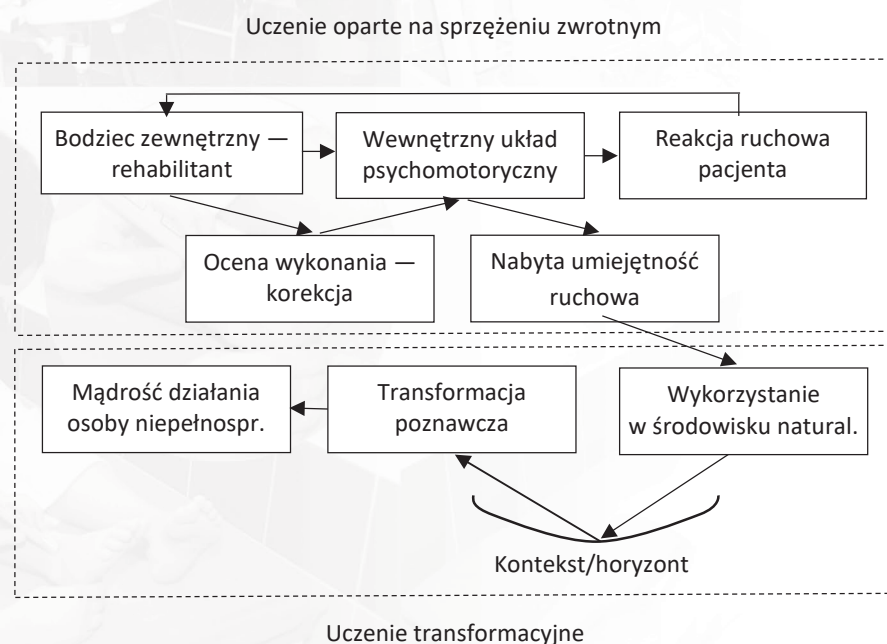 Uczenie oparte na sprzężeniu zwrotnym
Bodziec zewnętrzny —
rehabilitant
Wewnętrzny układ
psychomotoryczny
Reakcja ruchowa
pacjenta
Ocena wykonania —
korekcja
Nabyta umiejętność
ruchowa
Mądrość działania
osoby niepełnospr.
Transformacja
poznawcza
Wykorzystanie
w środowisku natural.
Kontekst/horyzont
Uczenie transformacyjne